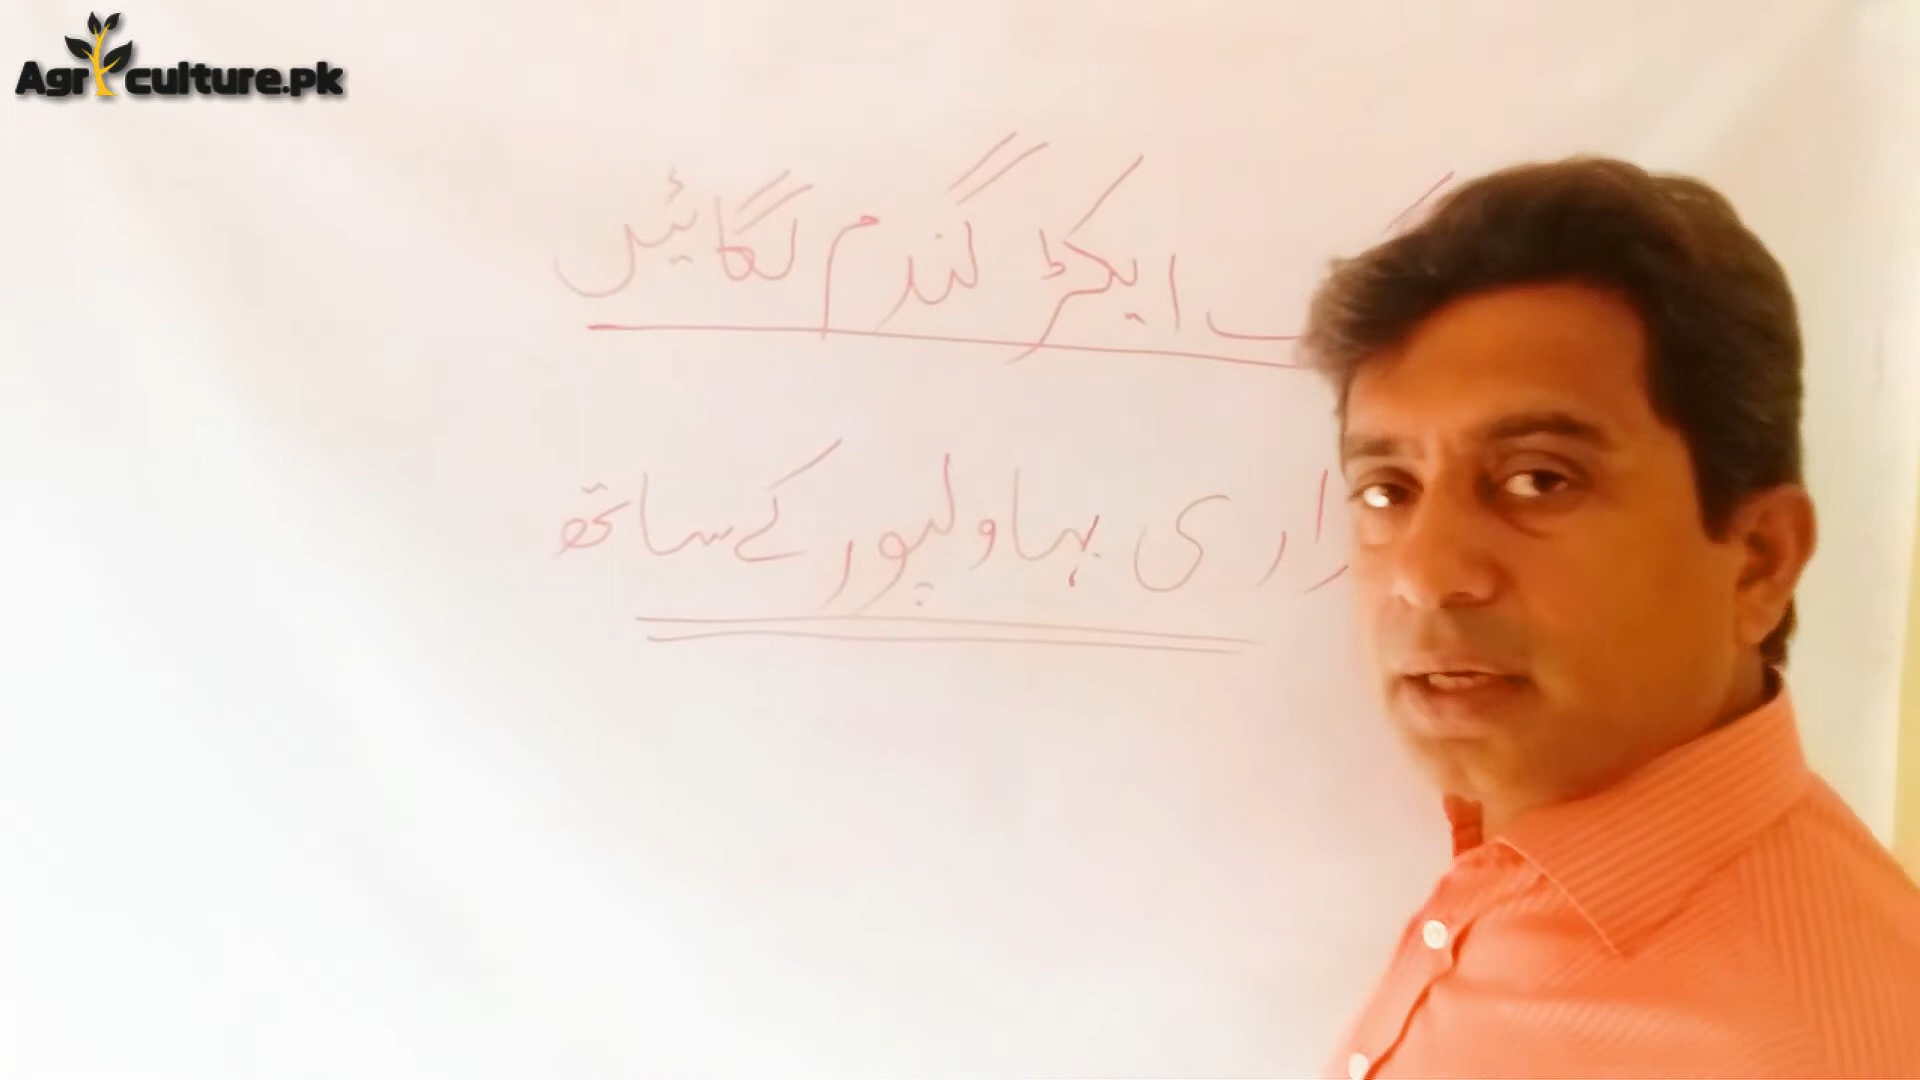 Agriculture.pk
ایکڑ گندم لگائیں
بہاولپور کے ساتھ